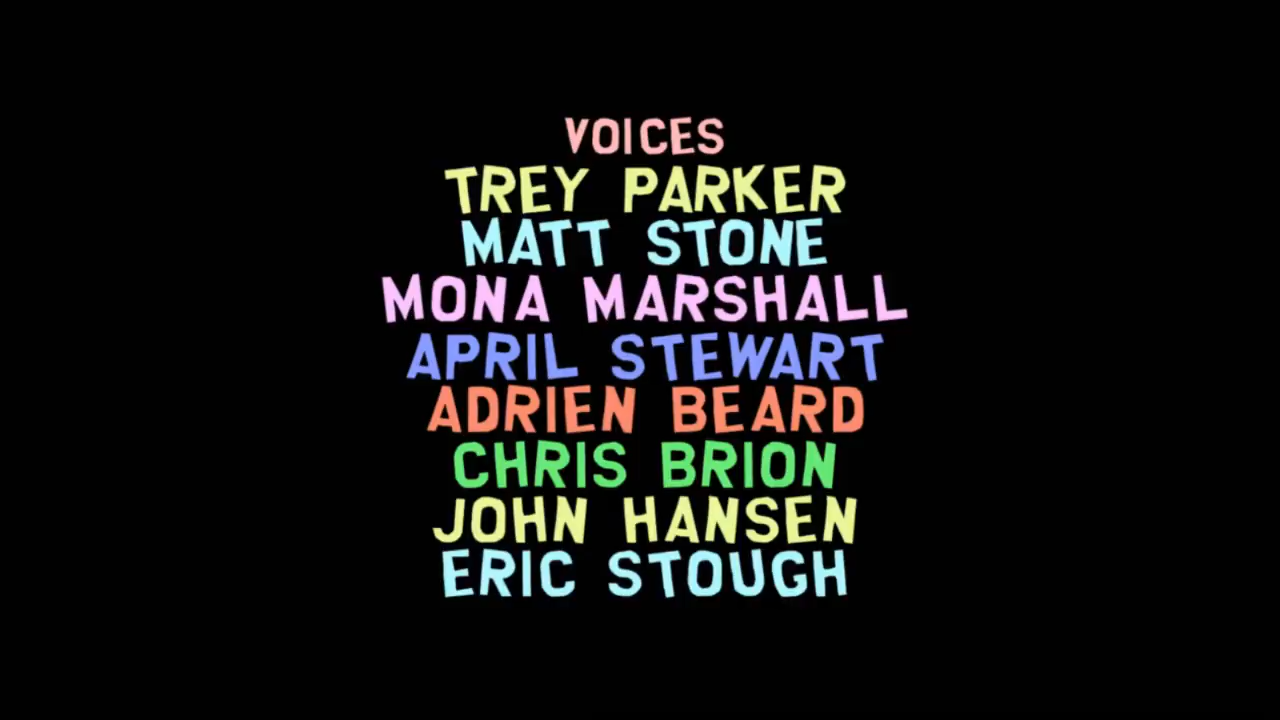 VOICES
TREY PARKER
MATT STONE
MONA MARSHALL
APRIL STEWART
ADRIEN BEARD
CHRIS BRION
JOHN HANSEN
ERIC STOUGH